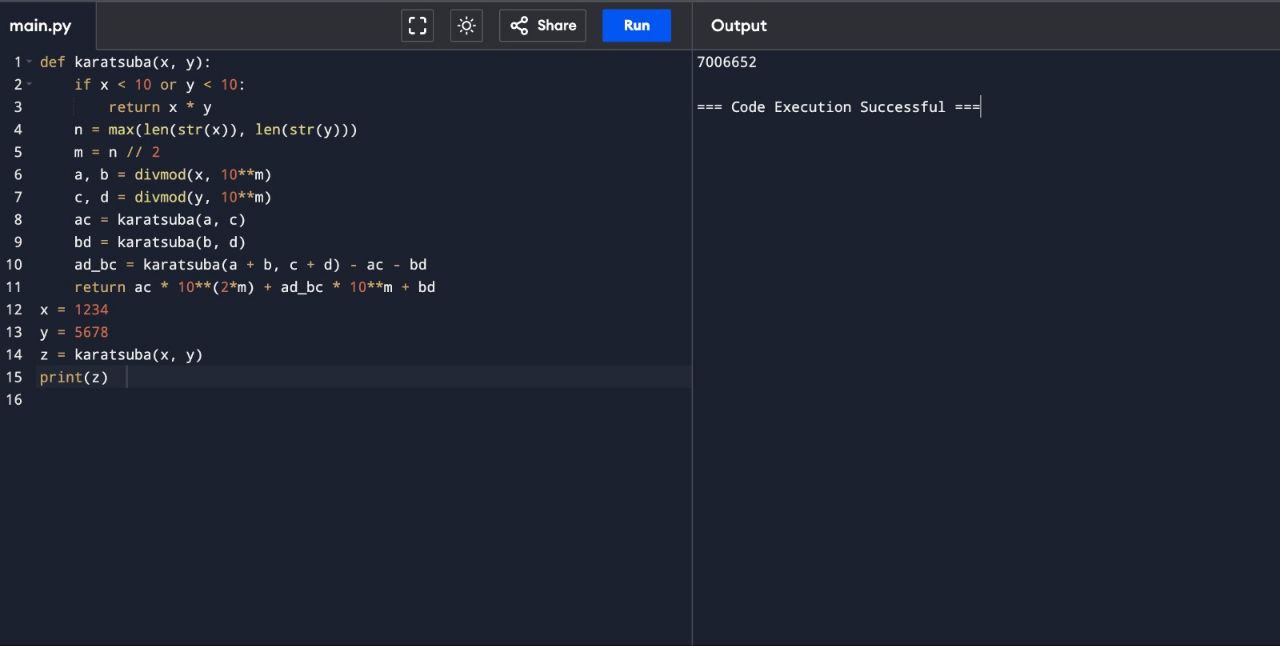 main.py
Share
Run
Output
1 def karatsuba(x, y):
2     if x < 10 or y < 10:
3         return x * y
4     n = max(len(str(x)), len(str(y)))
5     m = n // 2
6     a, b = divmod(x, 10**m)
7     c, d = divmod(y, 10**m)
8     ac = karatsuba(a, c)
9     bd = karatsuba(b, d)
10     ad_bc = karatsuba(a + b, c + d) - ac - bd
11     return ac * 10**(2*m) + ad_bc * 10**m + bd
12 x = 1234
13 y = 5678
14 z = karatsuba(x, y)
15 print(z)
16
7006652
=== Code Execution Successful ===